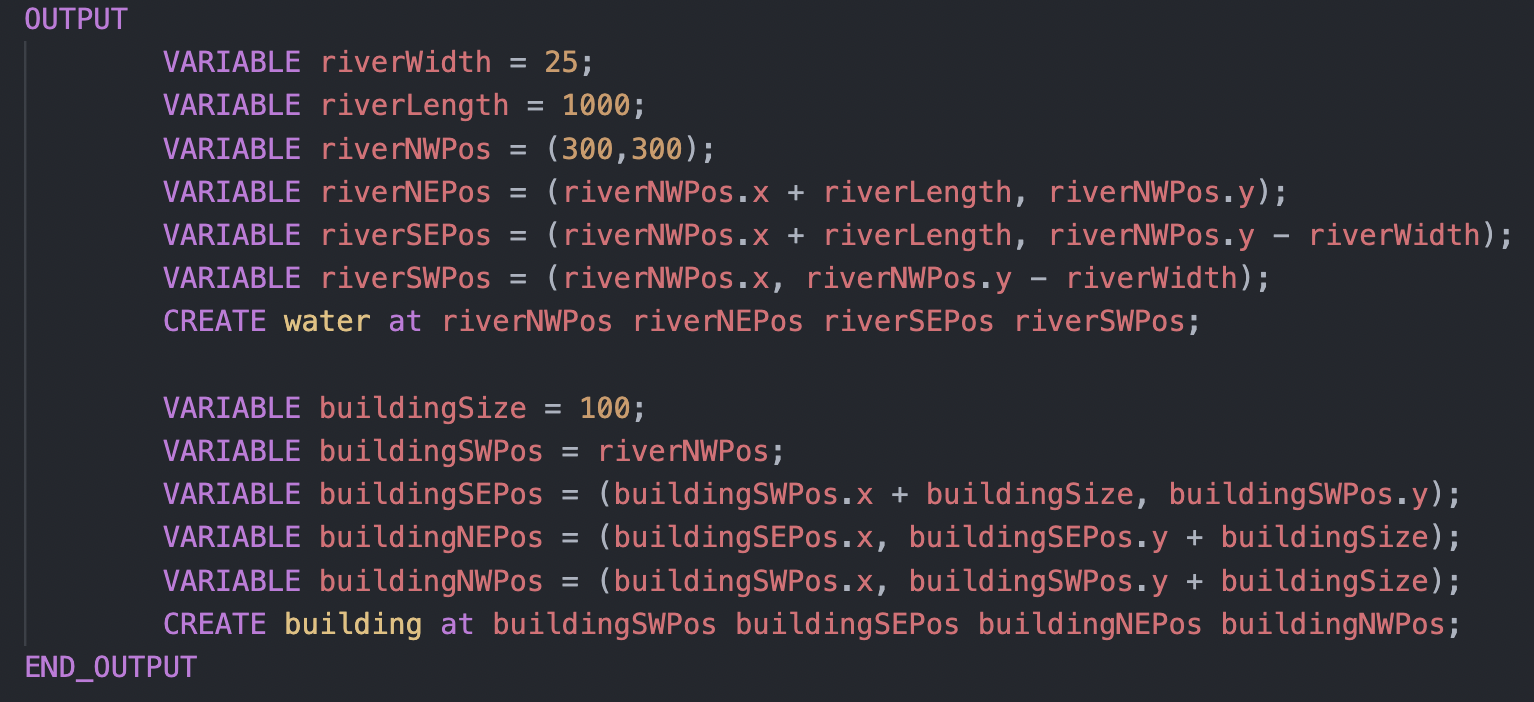 OUTPUT
VARIABLE riverWidth = 25;
VARIABLE riverLength = 1000;
VARIABLE riverNWPos = (300,300);
VARIABLE riverNEPos = (riverNWPos.x + riverLength, riverNWPos.y);
VARIABLE riverSEPos = (riverNWPos.x + riverLength, riverNWPos.y - riverWidth);
VARIABLE riverSWPos = (riverNWPos.x, riverNWPos.y - riverWidth);
CREATE water at riverNWPos riverNEPos riverSEPos riverSWPos;
VARIABLE buildingSize = 100;
VARIABLE buildingSWPos = riverNWPos;
VARIABLE buildingSEPos = (buildingSWPos.x + buildingSize, buildingSWPos.y);
VARIABLE buildingNEPos = (buildingSEPos.x, buildingSEPos.y + buildingSize);
VARIABLE buildingNWPos = (buildingSWPos.x, buildingSWPos.y + buildingSize);
CREATE building at buildingSWPos buildingSEPos buildingNEPos buildingNWPos;
END_OUTPUT